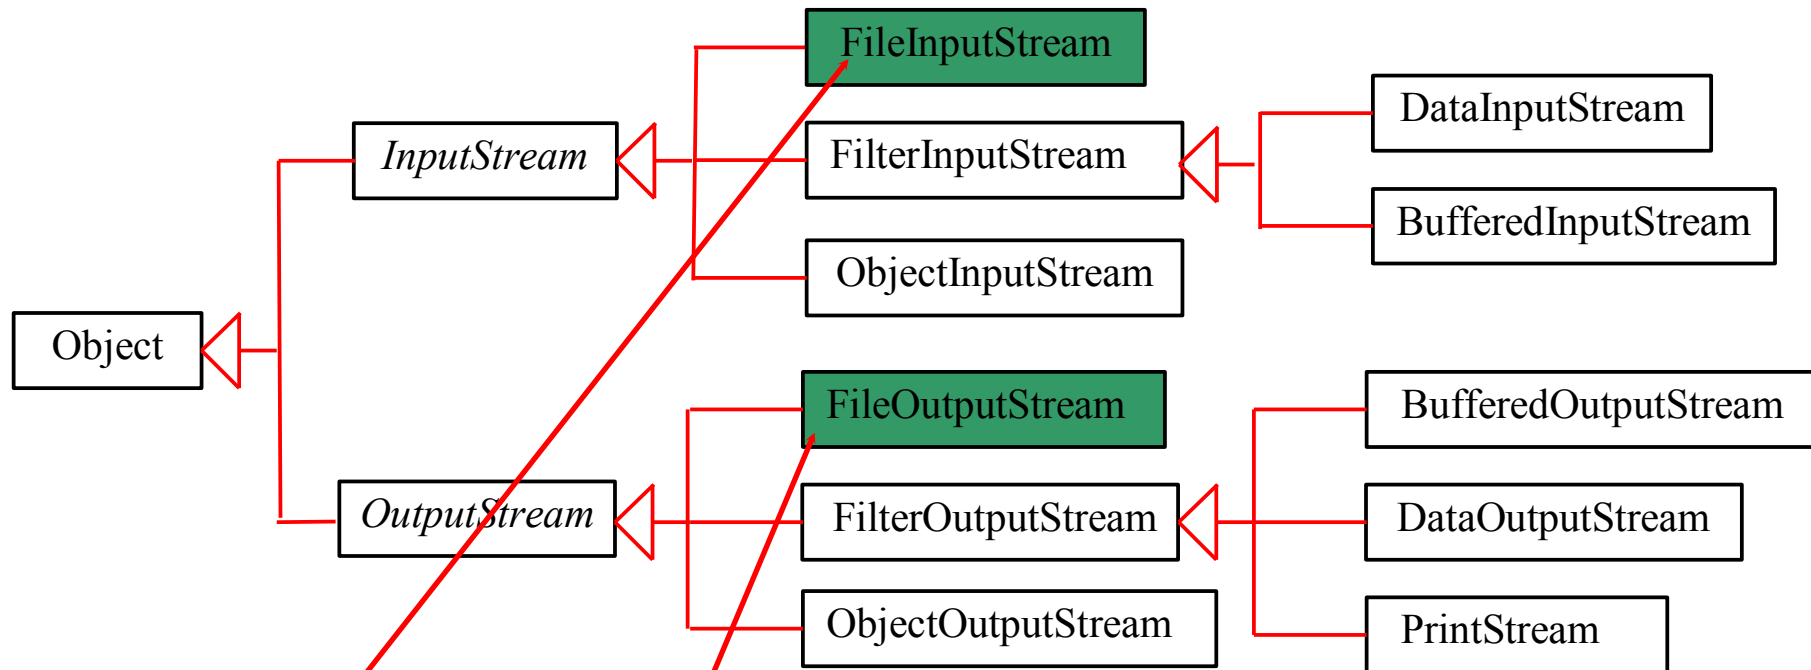 FileInputStream
DataInputStream
InputStream
FilterInputStream
BufferedInputStream
ObjectInputStream
Object
FileOutputStream
BufferedOutputStream
OutputStream
FilterOutputStream
DataOutputStream
ObjectOutputStream
PrintStream